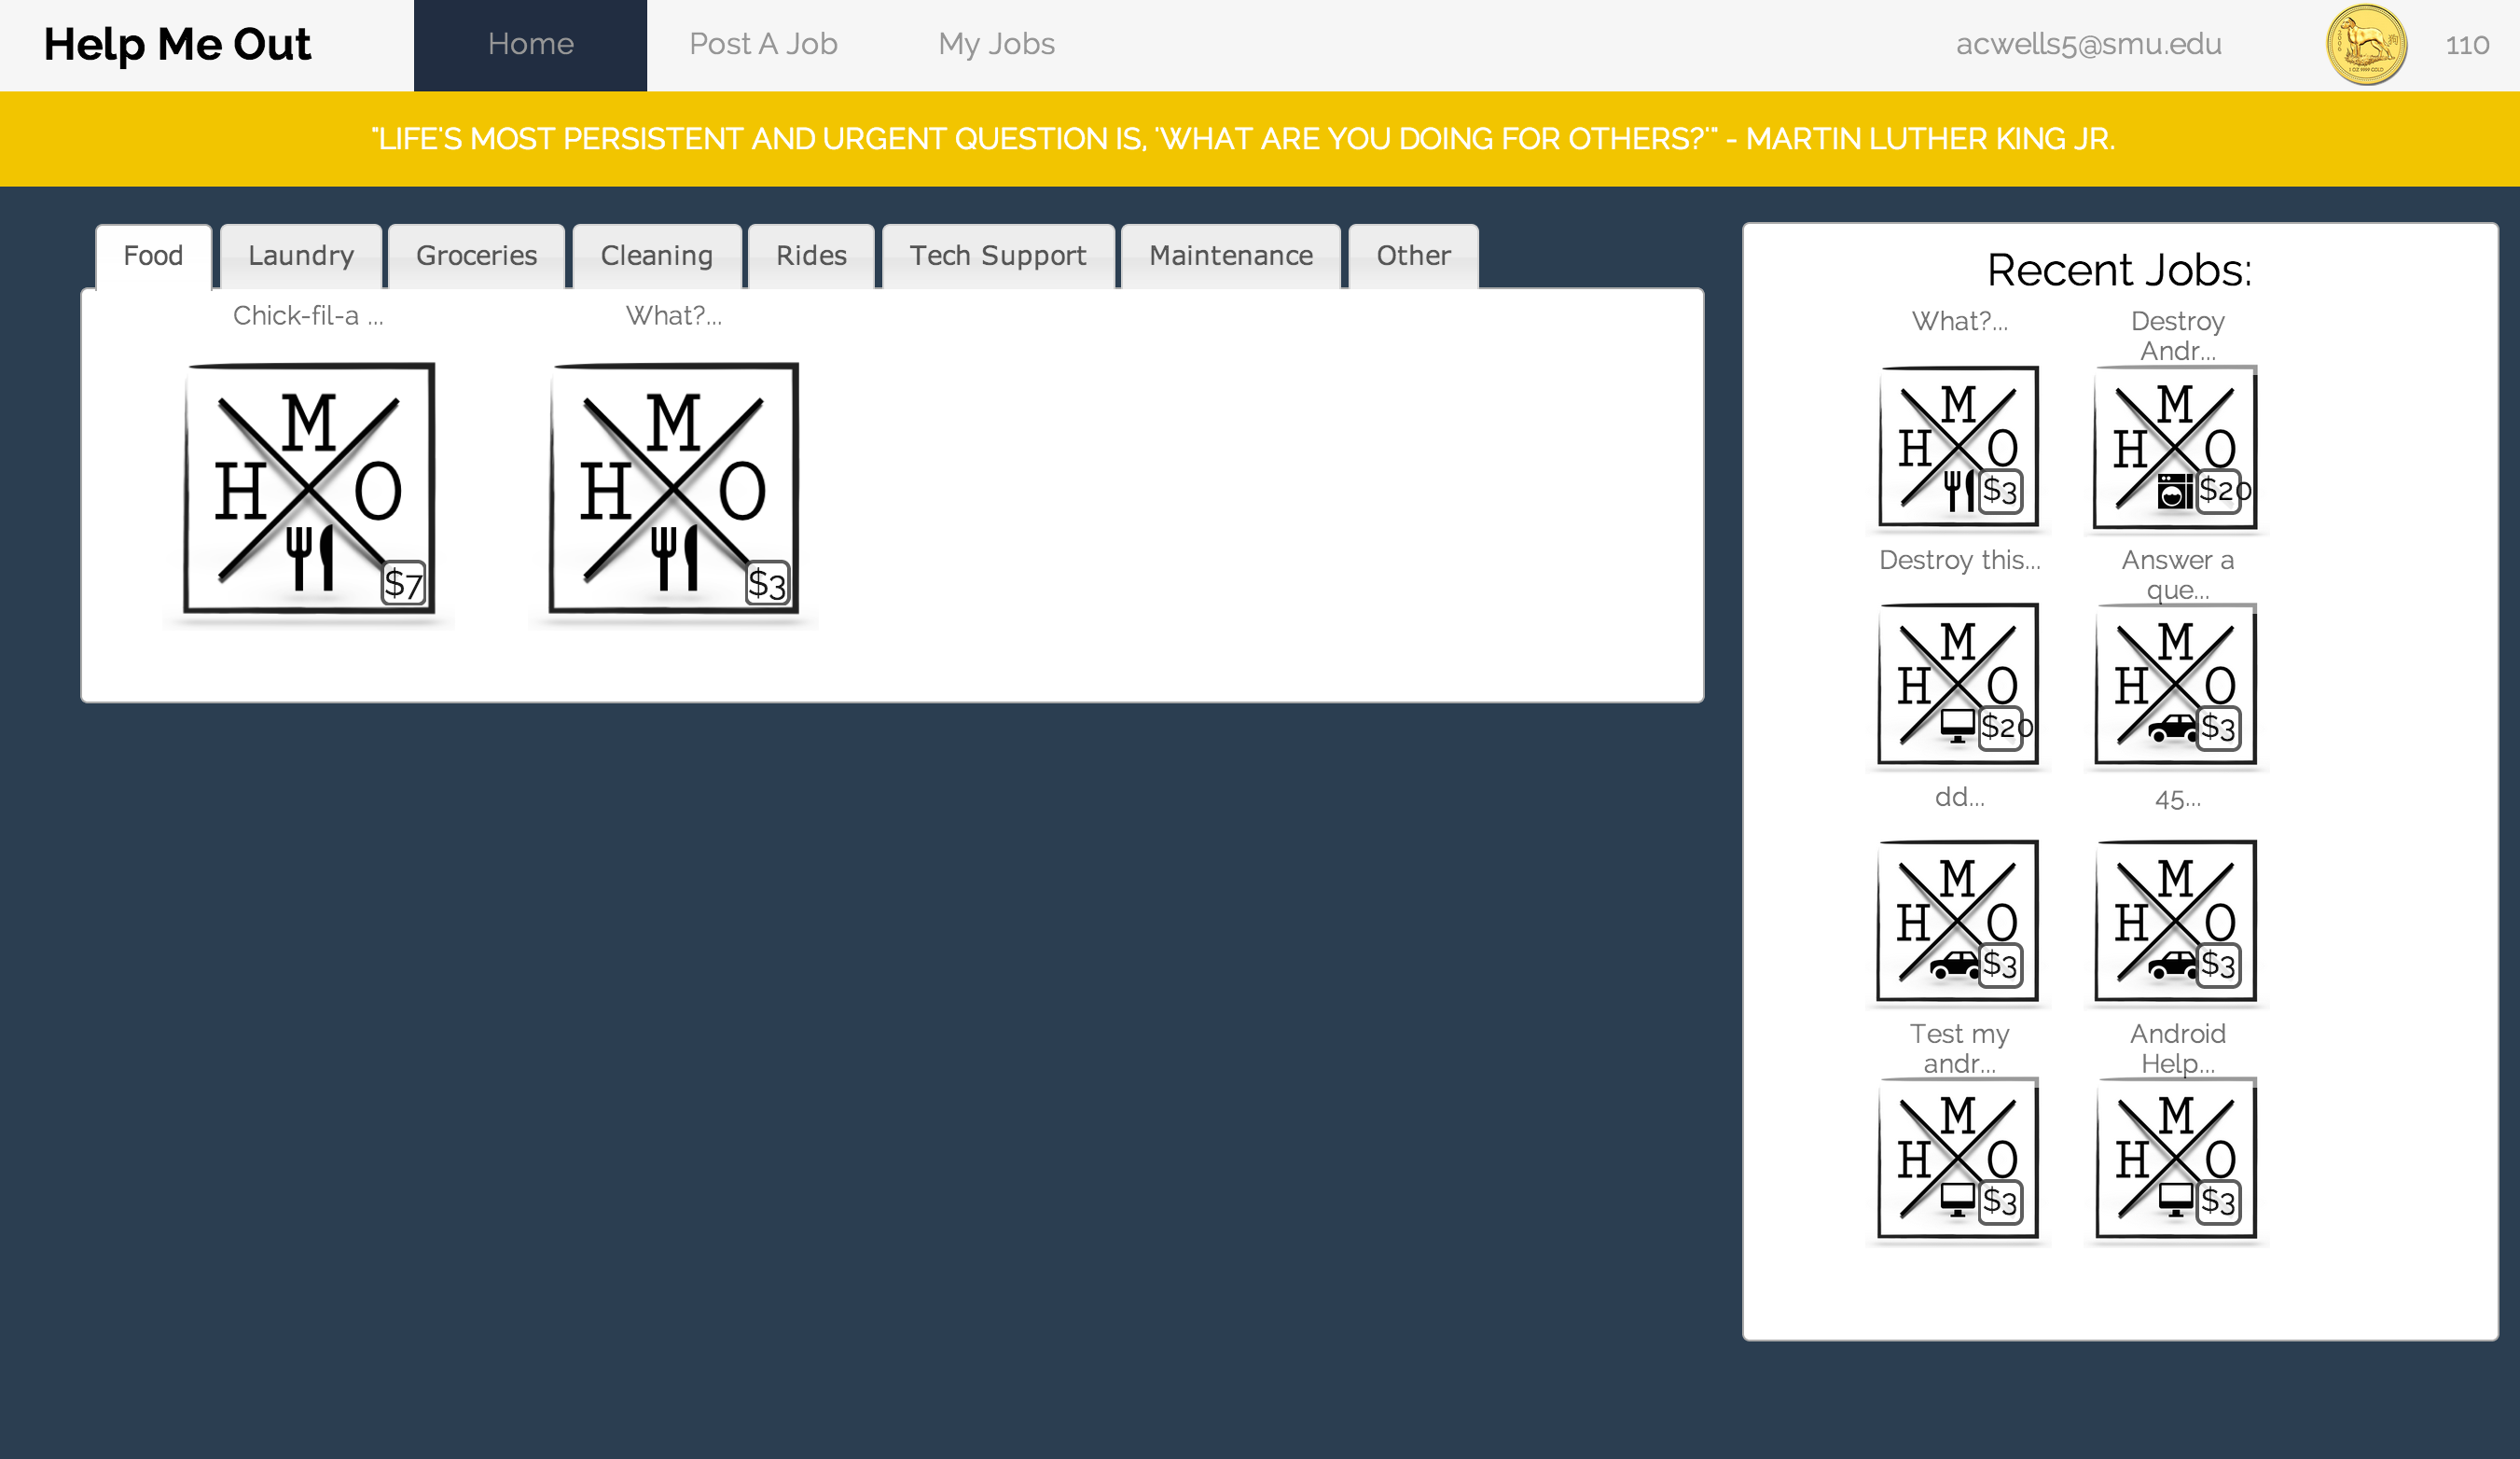 Help Me Out
Home
Post A Job
My Jobs
acwells5@smu.edu
110
"LIFE'S MOST PERSISTENT AND URGENT QUESTION IS, 'WHAT ARE YOU DOING FOR OTHERS?'" - MARTIN LUTHER KING JR.
Food
Laundry
Groceries
Cleaning
Rides
Tech Support
Maintenance
Other
Chick-fil-a ...
M
H O
$7
What?...
M
H O
$3
Recent Jobs:
What?...
M
H O
$3
Destroy
Andr...
M
H O
$20
Destroy this...
M
H O
$20
Answer a
que...
M
H O
$3
dd...
M
H O
$3
45...
M
H O
$3
Test my
andr...
M
H O
$3
Android
Help...
M
H O
$3